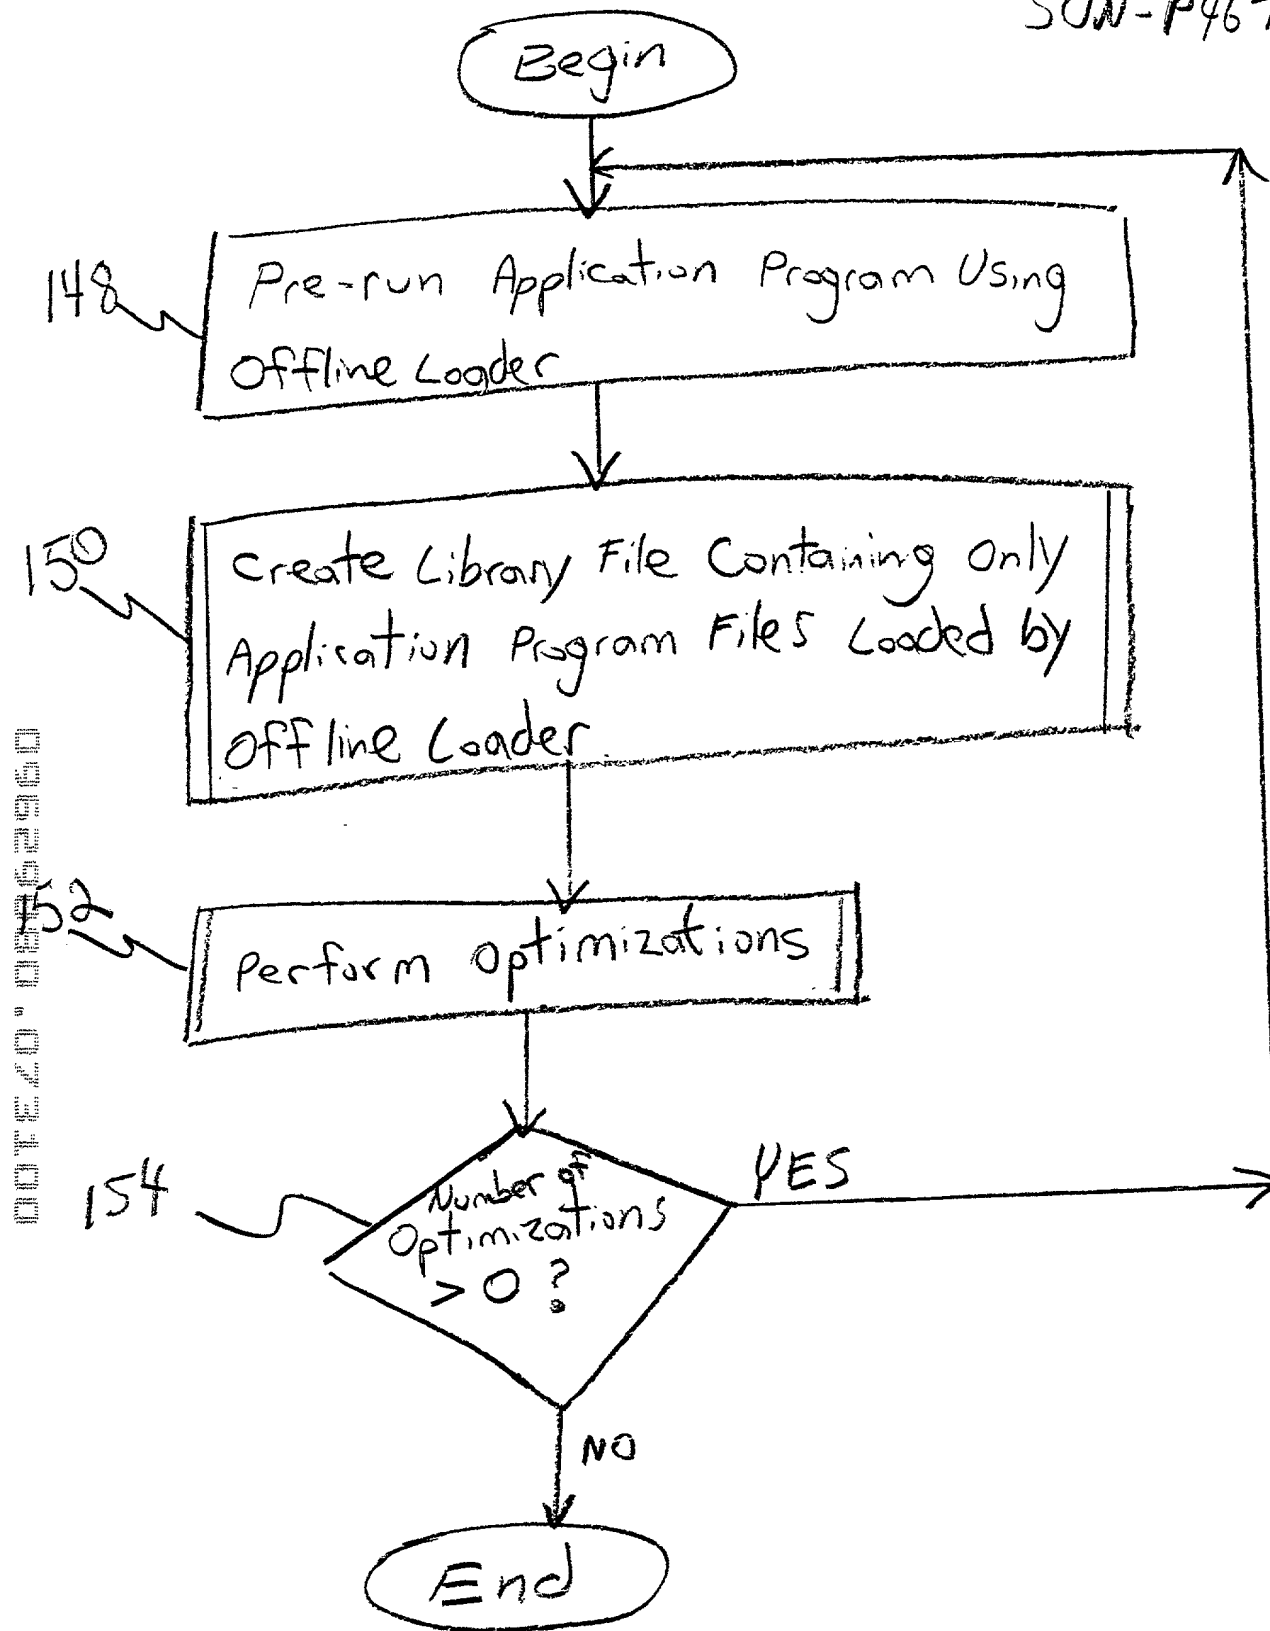 SUN-P467
Begin
148
Pre-run Application Program Using
Offline Loader
150
Create Library File Containing Only
Application Program Files Loaded by
Offline Loader
152
Perform Optimizations
154
Number of
Optimizations
> 0 ?
YES
NO
End